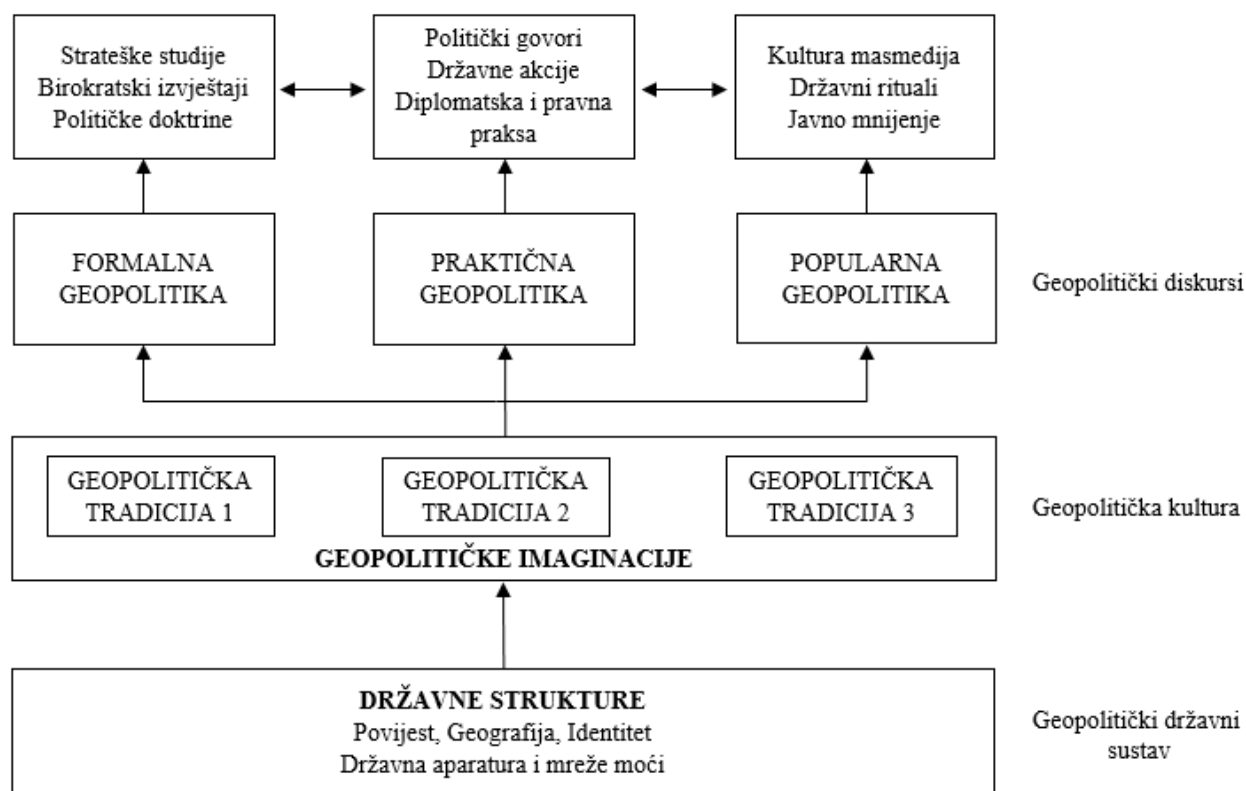 Strateške studije
Birokratski izvještaji
Političke doktrine
Politički govori
Državne akcije
Diplomatska i pravna
praksa
Kultura masmedija
Državni rituali
Javno mnijenje
FORMALNA
GEOPOLITIKA
PRAKTIČNA
GEOPOLITIKA
POPULARNA
GEOPOLITIKA
Geopolitički diskursi
GEOPOLITIČKA
TRADICIJA 1
GEOPOLITIČKA
TRADICIJA 2
GEOPOLITIČKA
TRADICIJA 3
GEOPOLITIČKE IMAGINACIJE
Geopolitička kultura
DRŽAVNE STRUKTURE
Povijest, Geografija, Identitet
Državna aparatura i mreže moći
Geopolitički državni
sustav